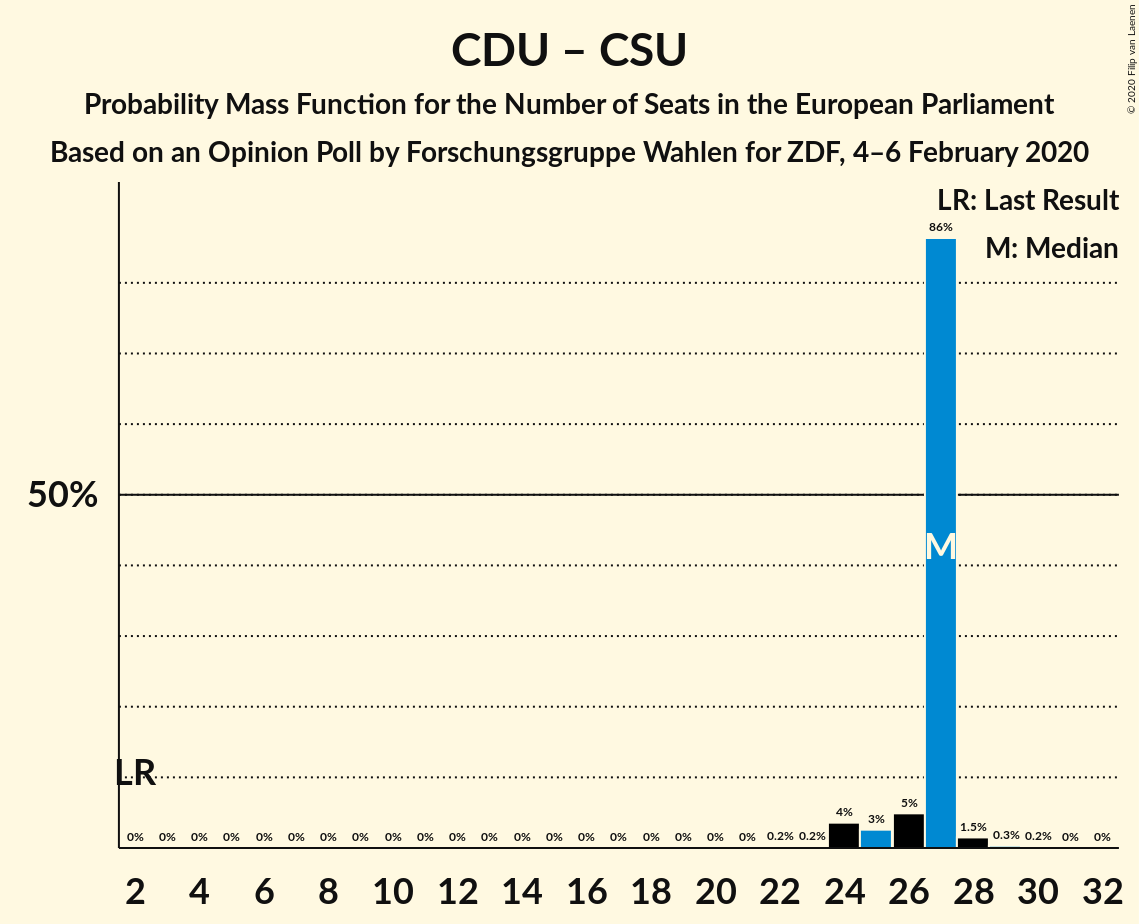 CDU – CSU
Probability Mass Function for the Number of Seats in the European Parliament
Based on an Opinion Poll by Forschungsgruppe Wahlen for ZDF, 4–6 February 2020
© 2020 Filip van Laenen
LR: Last Result
M: Median
86%
50%
M
LR
0% 0% 0% 0% 0% 0% 0% 0% 0% 0% 0% 0% 0% 0% 0% 0% 0% 0% 0% 0% 0.2% 0.2% 4% 3% 5% 1.5% 0.3% 0.2% 0% 0%
2 4 6 8 10 12 14 16 18 20 22 24 26 28 30 32